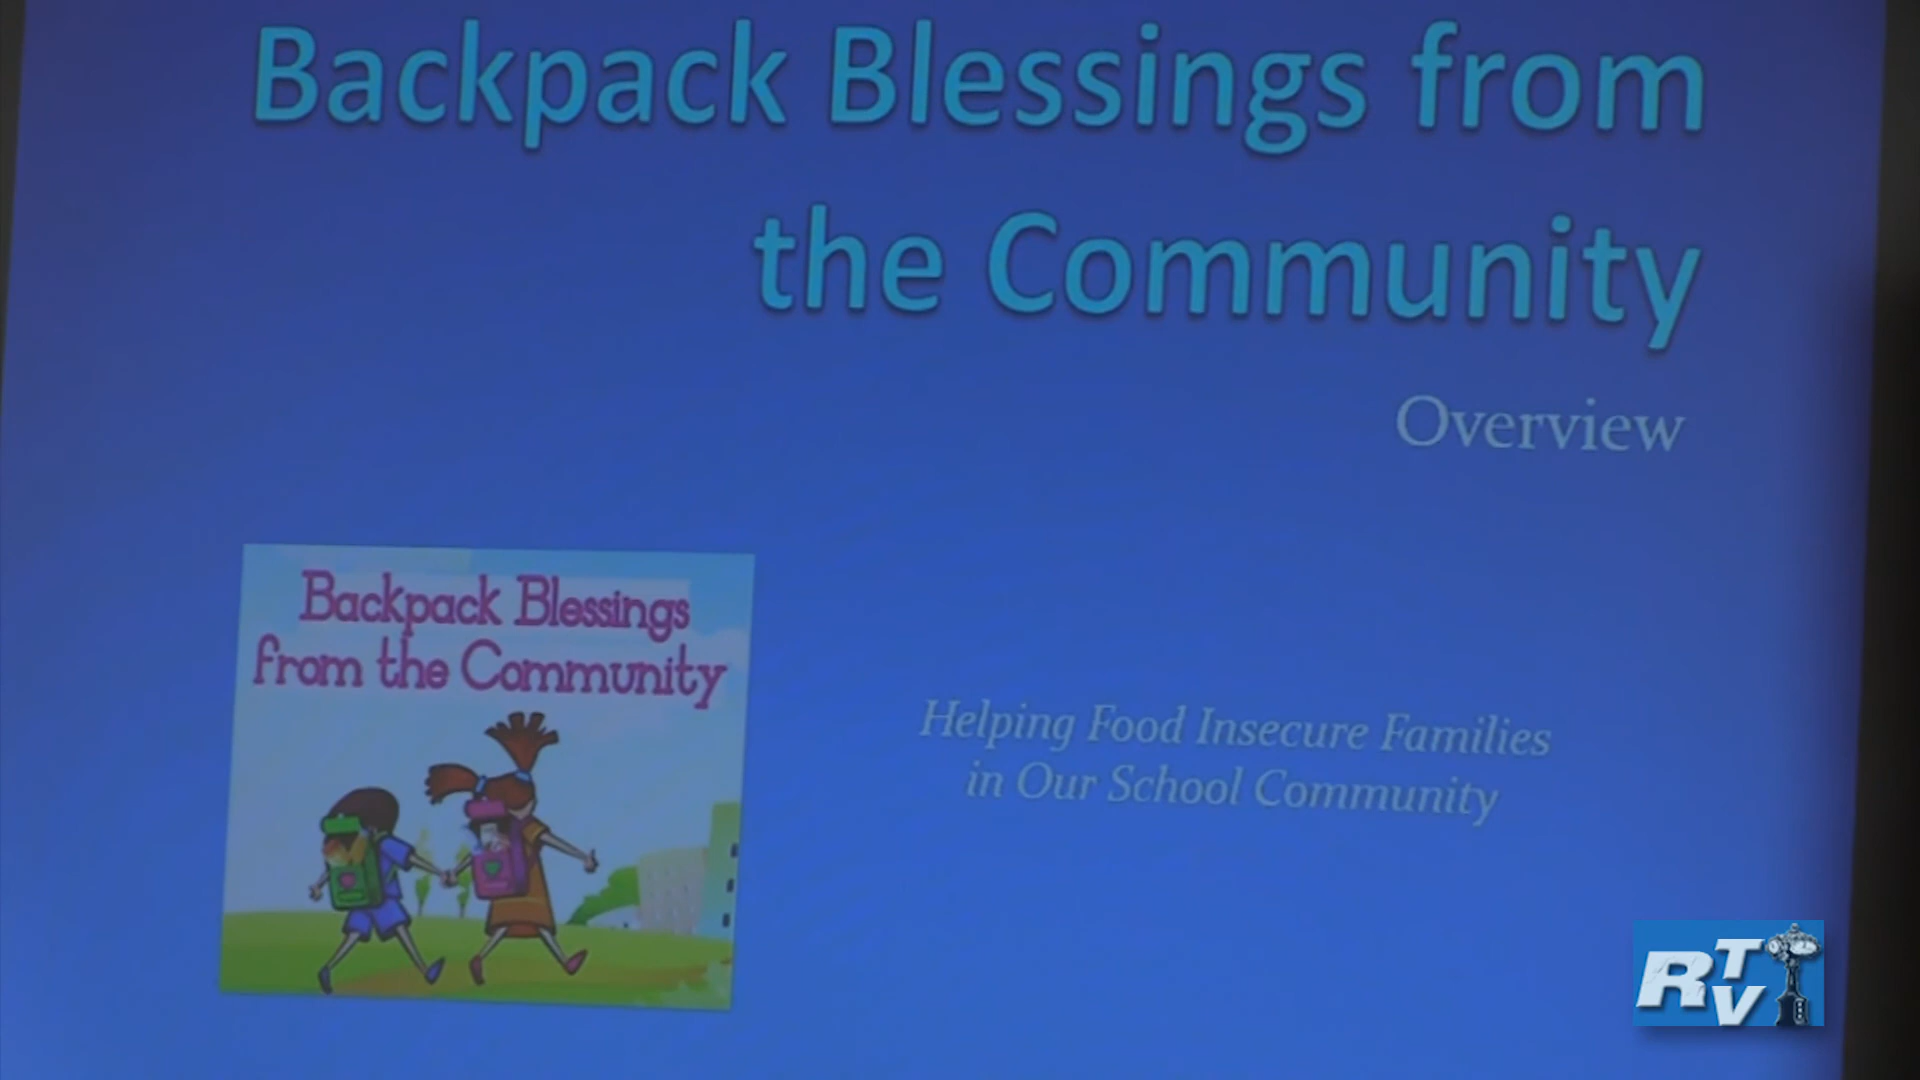 Backpack Blessings from
the Community
Overview
Backpack Blessings
from the Community
Helping Food Insecure Families
in Our School Community
RTV